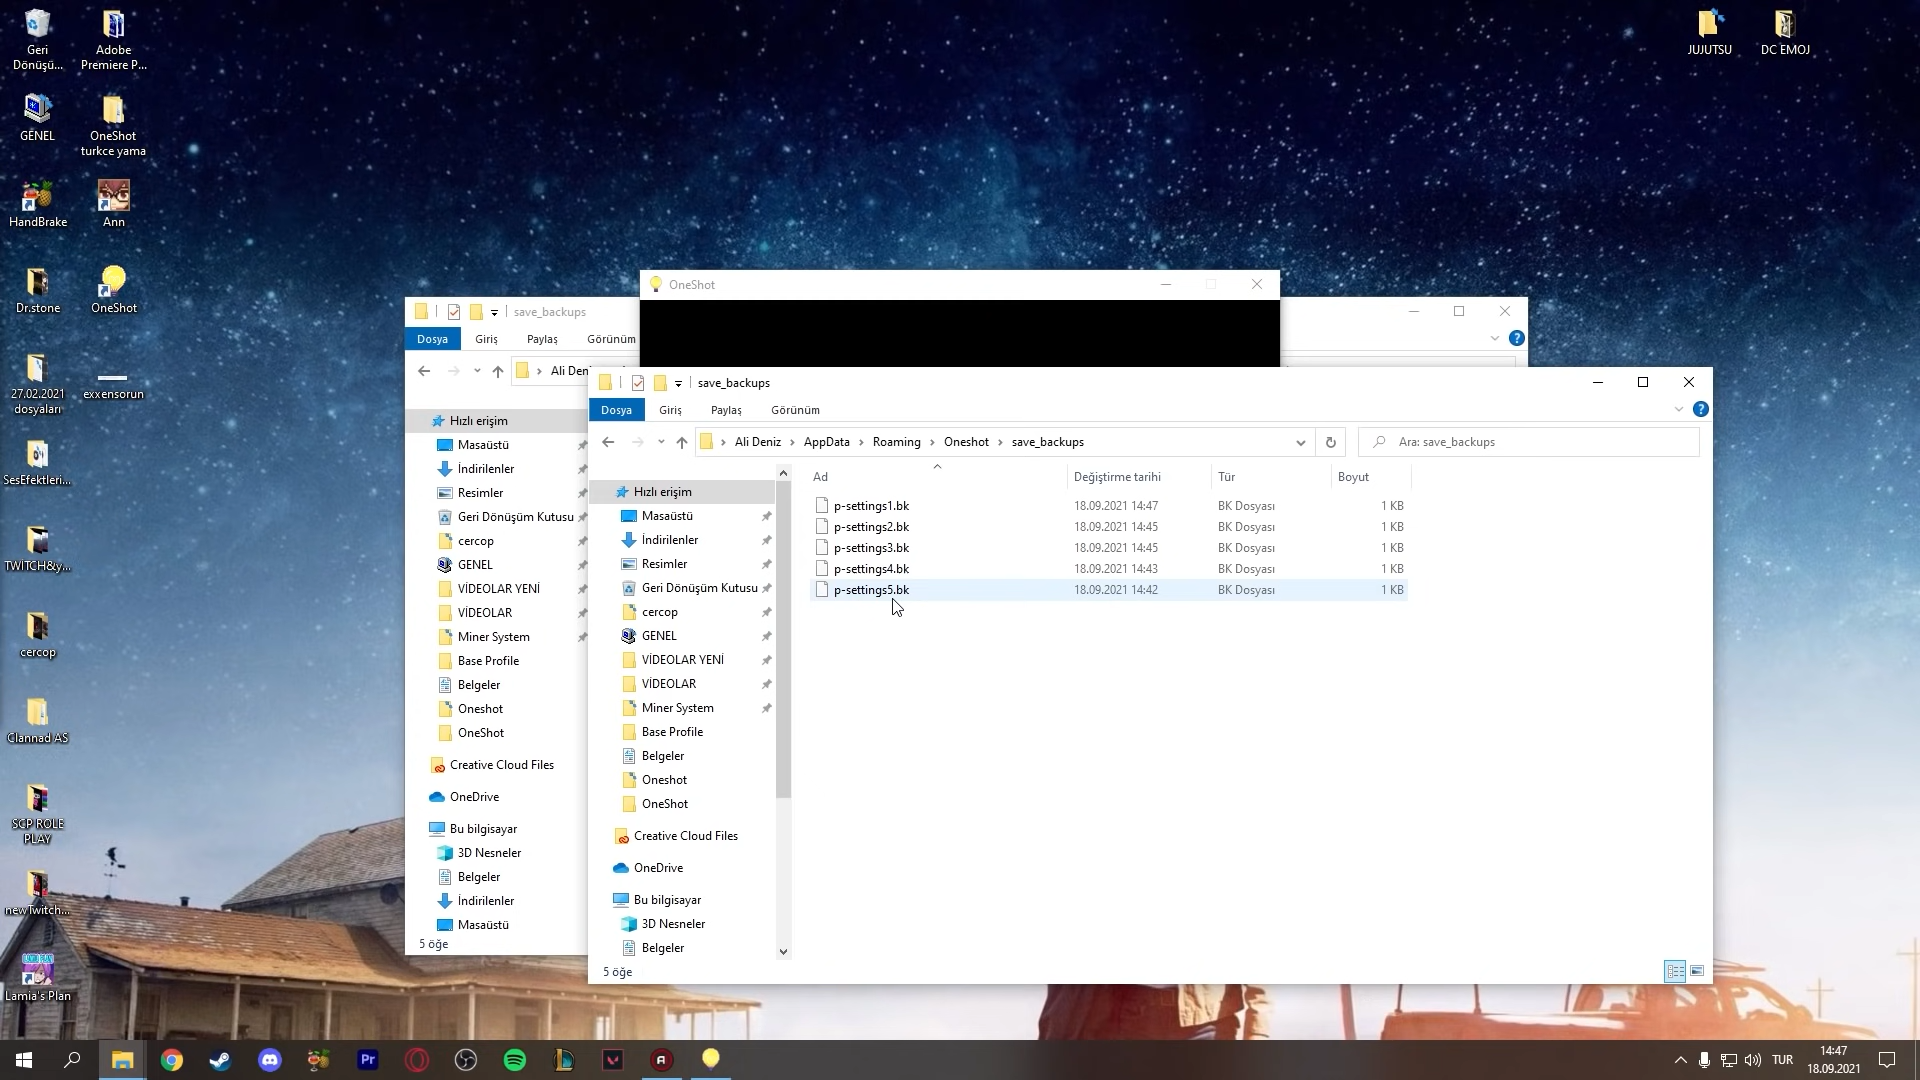 Geri
Dönüşü...
Adobe
Premiere P...
GENEL
OneShot
turkce yama
HandBrake
Ann
Dr.stone
OneShot
27.02.2021
dosyaları
exxensorun
SesEfektleri...
TWİTCH&y...
cercop
Clannad AS
SCP ROLE
PLAY
newTwitch...
Lamia's Plan
JUJUTSU
DC EMOJ
OneShot
save_backups
Dosya
Giriş
Paylaş
Görünüm
Ali Den
Hızlı erişim
Masaüstü
İndirilenler
Resimler
Geri Dönüşüm Kutusu
cercop
GENEL
VİDEOLAR YENİ
VİDEOLAR
Miner System
Base Profile
Belgeler
Oneshot
OneShot
Creative Cloud Files
OneDrive
Bu bilgisayar
3D Nesneler
Belgeler
İndirilenler
Masaüstü
5 öğe
save_backups
Dosya
Giriş
Paylaş
Görünüm
Ali Deniz > AppData > Roaming > Oneshot > save_backups
Ara: save_backups
Ad Değiştirme tarihi Tür Boyut
p-settings1.bk 18.09.2021 14:47 BK Dosyası 1 KB
p-settings2.bk 18.09.2021 14:45 BK Dosyası 1 KB
p-settings3.bk 18.09.2021 14:45 BK Dosyası 1 KB
p-settings4.bk 18.09.2021 14:43 BK Dosyası 1 KB
p-settings5.bk 18.09.2021 14:42 BK Dosyası 1 KB
Hızlı erişim
Masaüstü
İndirilenler
Resimler
Geri Dönüşüm Kutusu
cercop
GENEL
VİDEOLAR YENİ
VİDEOLAR
Miner System
Base Profile
Belgeler
Oneshot
OneShot
Creative Cloud Files
OneDrive
Bu bilgisayar
3D Nesneler
Belgeler
5 öğe
Pr
TUR
14:47
18.09.2021